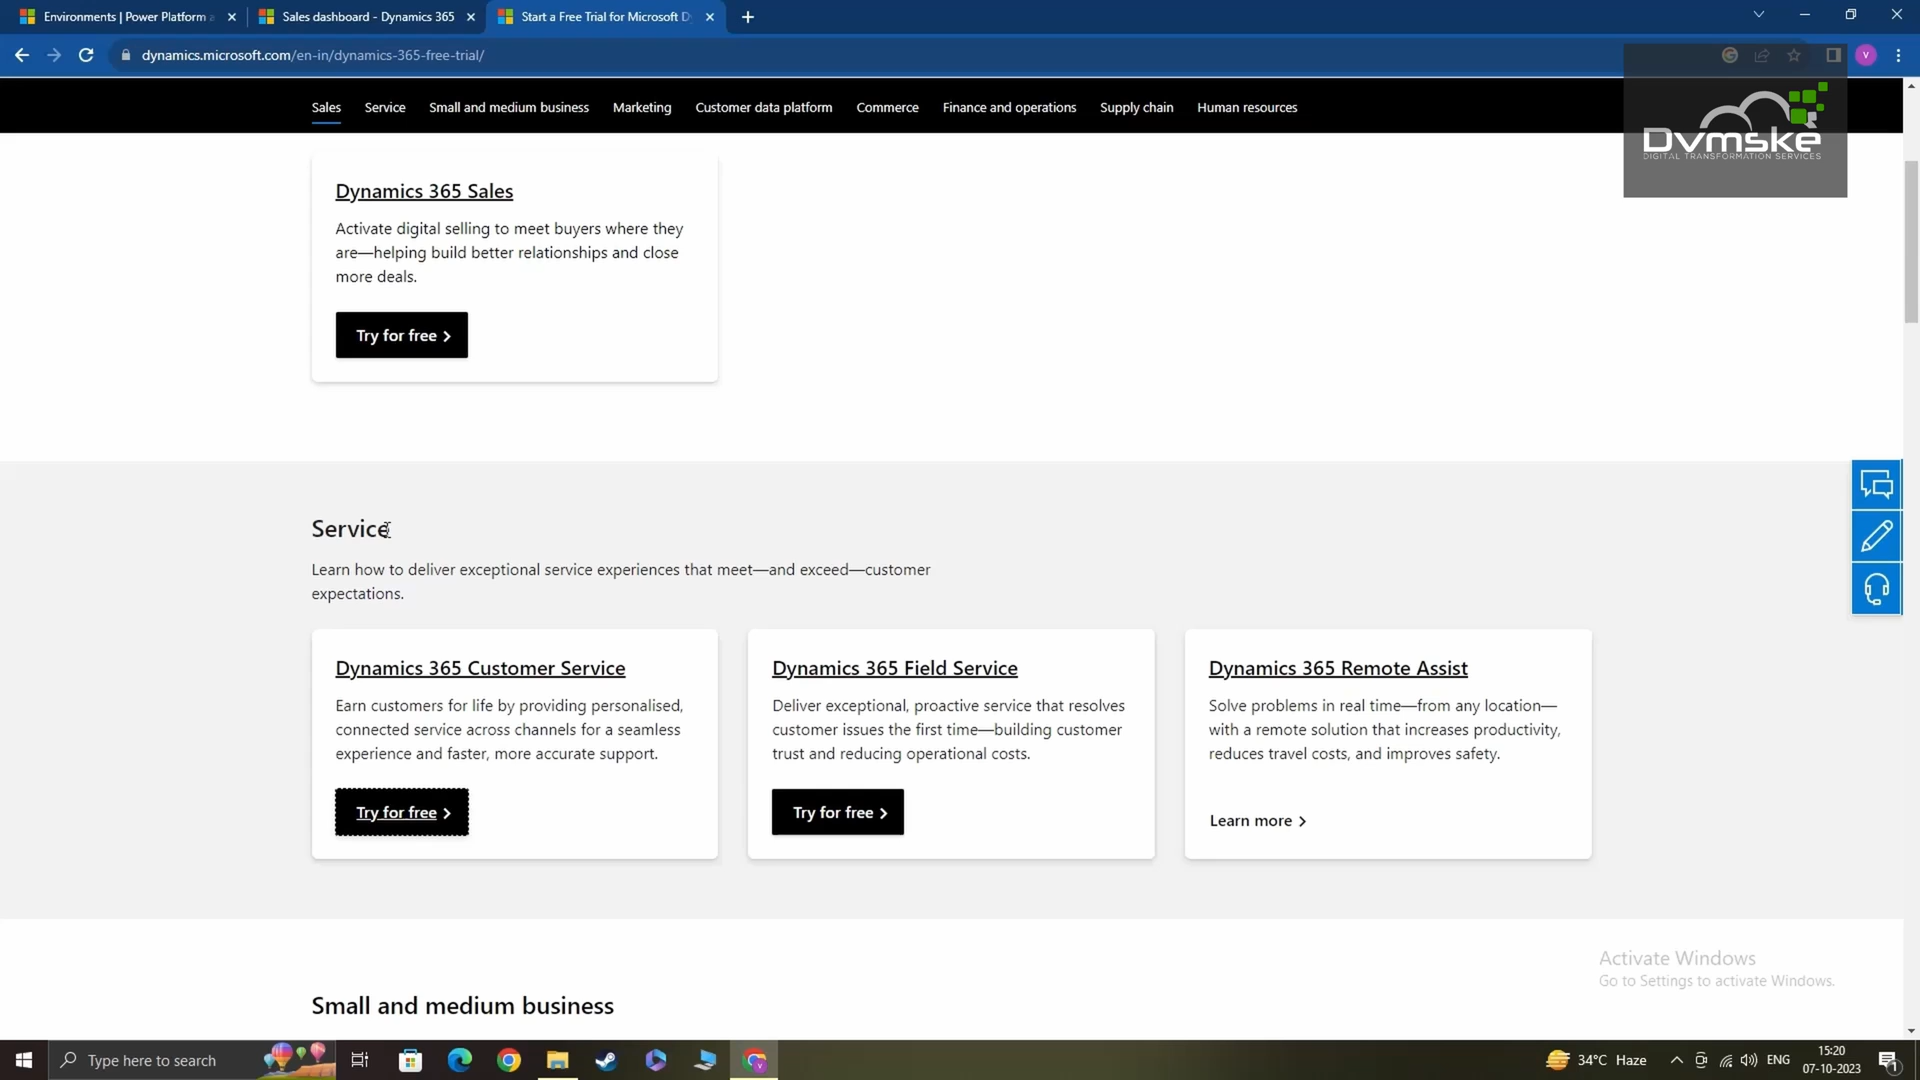 Environments | Power Platform a
Sales dashboard - Dynamics 365
Start a Free Trial for Microsoft D
dynamics.microsoft.com/en-in/dynamics-365-free-trial/
V
Sales Service Small and medium business Marketing Customer data platform Commerce Finance and operations Supply chain Human resources
Dvmske
DIGITAL TRANSFORMATION SERVICES
Dynamics 365 Sales
Activate digital selling to meet buyers where they
are—helping build better relationships and close
more deals.
Try for free
Service
Learn how to deliver exceptional service experiences that meet—and exceed—customer
expectations.
Dynamics 365 Customer Service
Earn customers for life by providing personalised,
connected service across channels for a seamless
experience and faster, more accurate support.
Try for free
Dynamics 365 Field Service
Deliver exceptional, proactive service that resolves
customer issues the first time—building customer
trust and reducing operational costs.
Try for free
Dynamics 365 Remote Assist
Solve problems in real time—from any location—
with a remote solution that increases productivity,
reduces travel costs, and improves safety.
Learn more
Small and medium business
Activate Windows
Go to Settings to activate Windows.
Type here to search
34°C Haze
ENG
15:20
07-10-2023
1